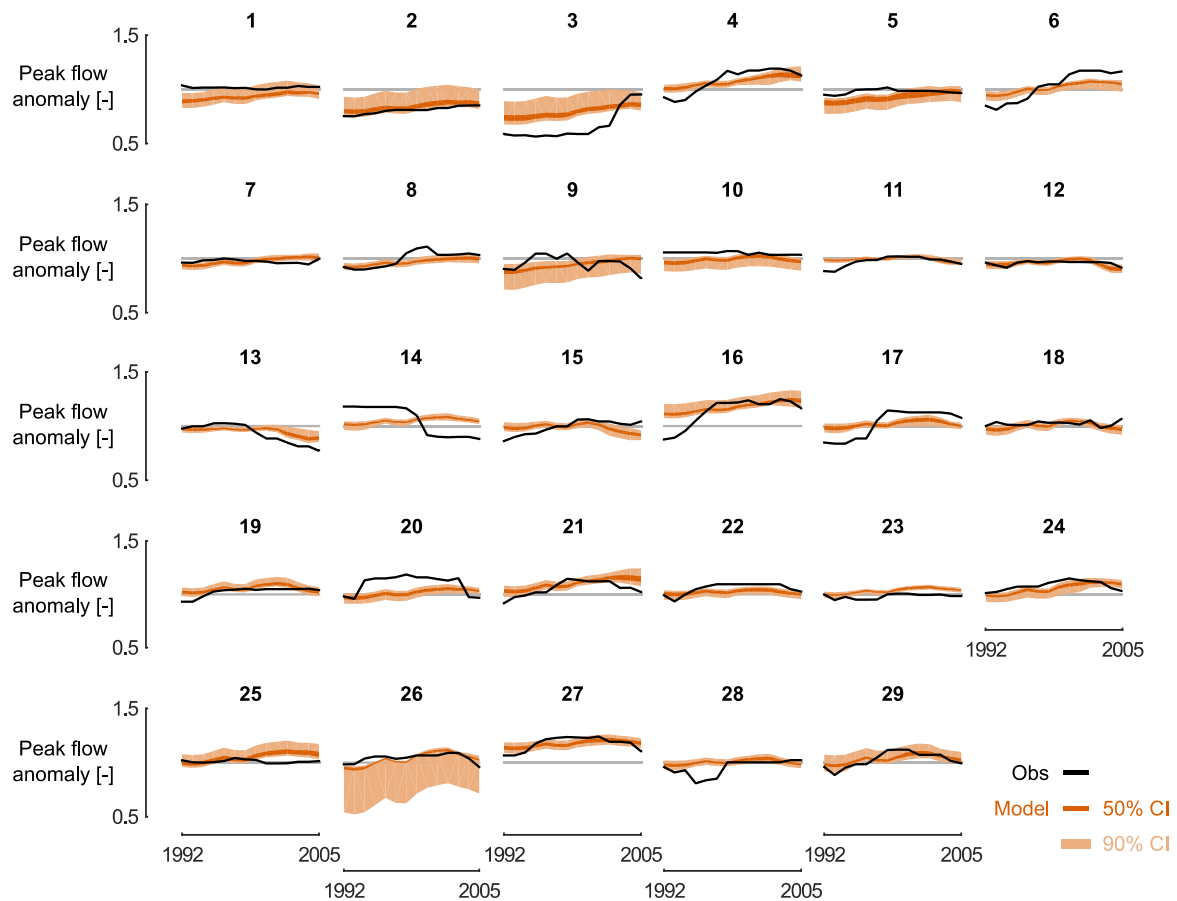 1 2 3 4 5 6
1.5
Peak flow
anomaly [-]
0.5
7 8 9 10 11 12
1.5
Peak flow
anomaly [-]
0.5
13 14 15 16 17 18
1.5
Peak flow
anomaly [-]
0.5
19 20 21 22 23 24
1.5
Peak flow
anomaly [-]
0.5
1992 2005
25 26 27 28 29
1.5
Peak flow
anomaly [-]
0.5
Obs
Model 50% CI
90% CI
1992 2005 1992 2005 1992 2005
1992 2005 1992 2005